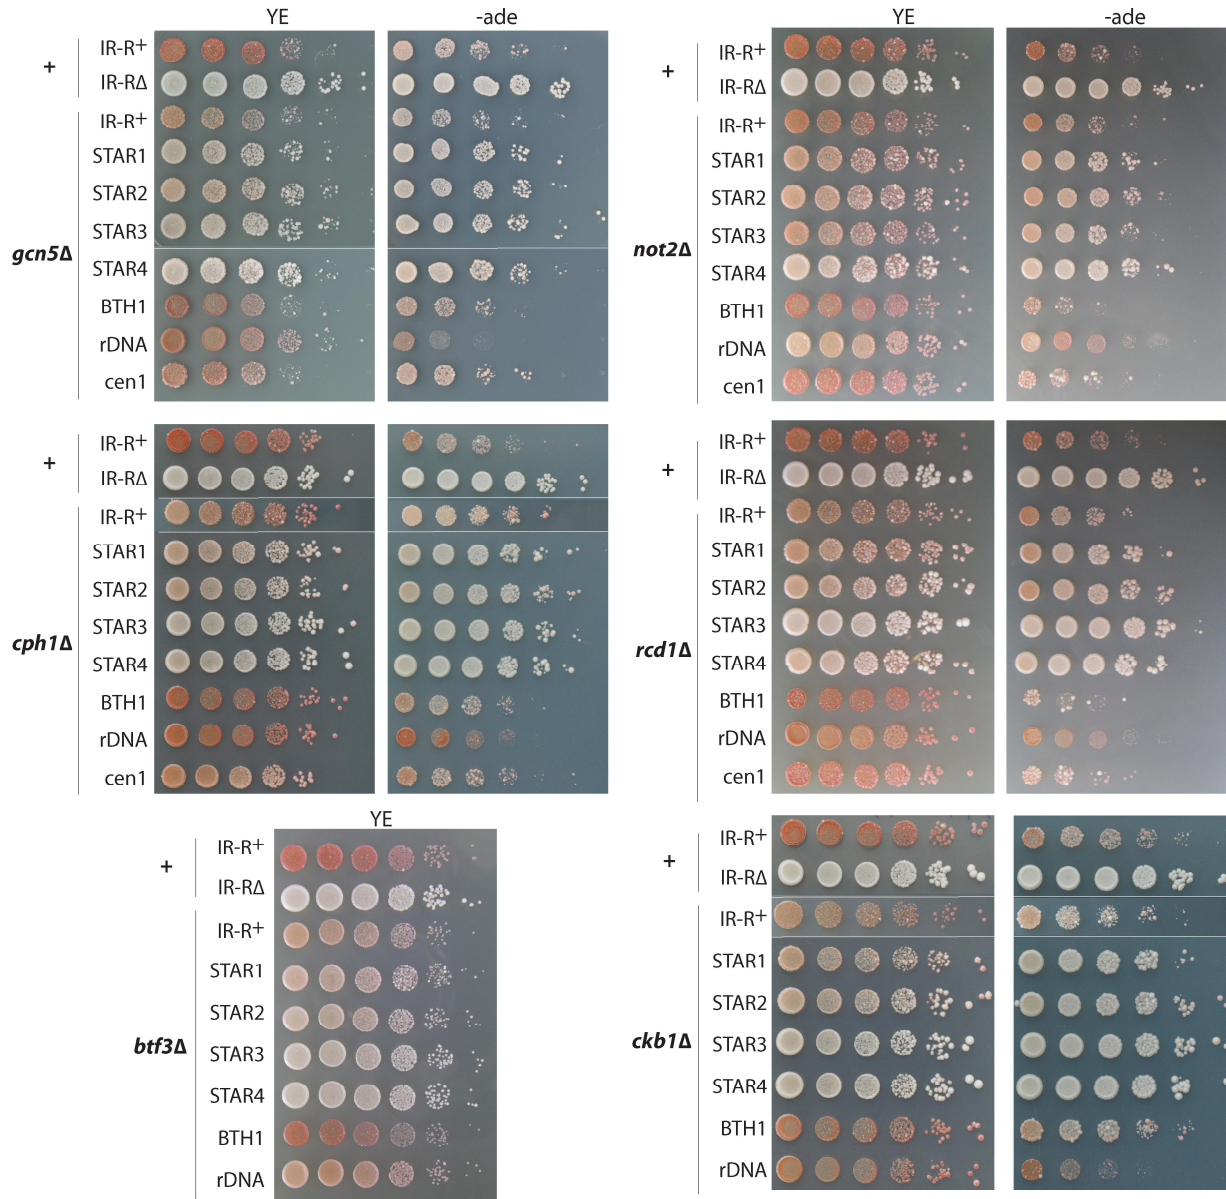 YE
-ade
+
IR-R+
IR-RΔ
gcn5Δ
IR-R+
STAR1
STAR2
STAR3
STAR4
BTH1
rDNA
cen1
YE
-ade
+
IR-R+
IR-RΔ
not2Δ
IR-R+
STAR1
STAR2
STAR3
STAR4
BTH1
rDNA
cen1
+
IR-R+
IR-RΔ
cph1Δ
IR-R+
STAR1
STAR2
STAR3
STAR4
BTH1
rDNA
cen1
+
IR-R+
IR-RΔ
rcd1Δ
IR-R+
STAR1
STAR2
STAR3
STAR4
BTH1
rDNA
cen1
YE
+
IR-R+
IR-RΔ
btf3Δ
IR-R+
STAR1
STAR2
STAR3
STAR4
BTH1
rDNA
+
IR-R+
IR-RΔ
ckb1Δ
IR-R+
STAR1
STAR2
STAR3
STAR4
BTH1
rDNA